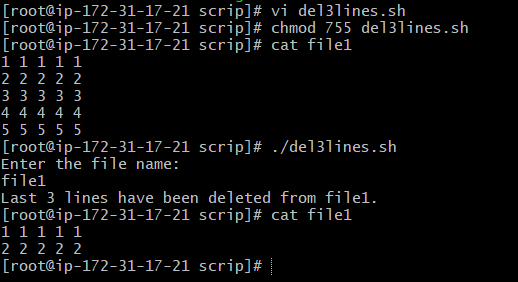 [root@ip-172-31-17-21 scrip]# vi del3lines.sh
[root@ip-172-31-17-21 scrip]# chmod 755 del3lines.sh
[root@ip-172-31-17-21 scrip]# cat file1
1 1 1 1 1
2 2 2 2 2
3 3 3 3 3
4 4 4 4 4
5 5 5 5 5
[root@ip-172-31-17-21 scrip]# ./del3lines.sh
Enter the file name:
file1
Last 3 lines have been deleted from file1.
[root@ip-172-31-17-21 scrip]# cat file1
1 1 1 1 1
2 2 2 2 2
[root@ip-172-31-17-21 scrip]#